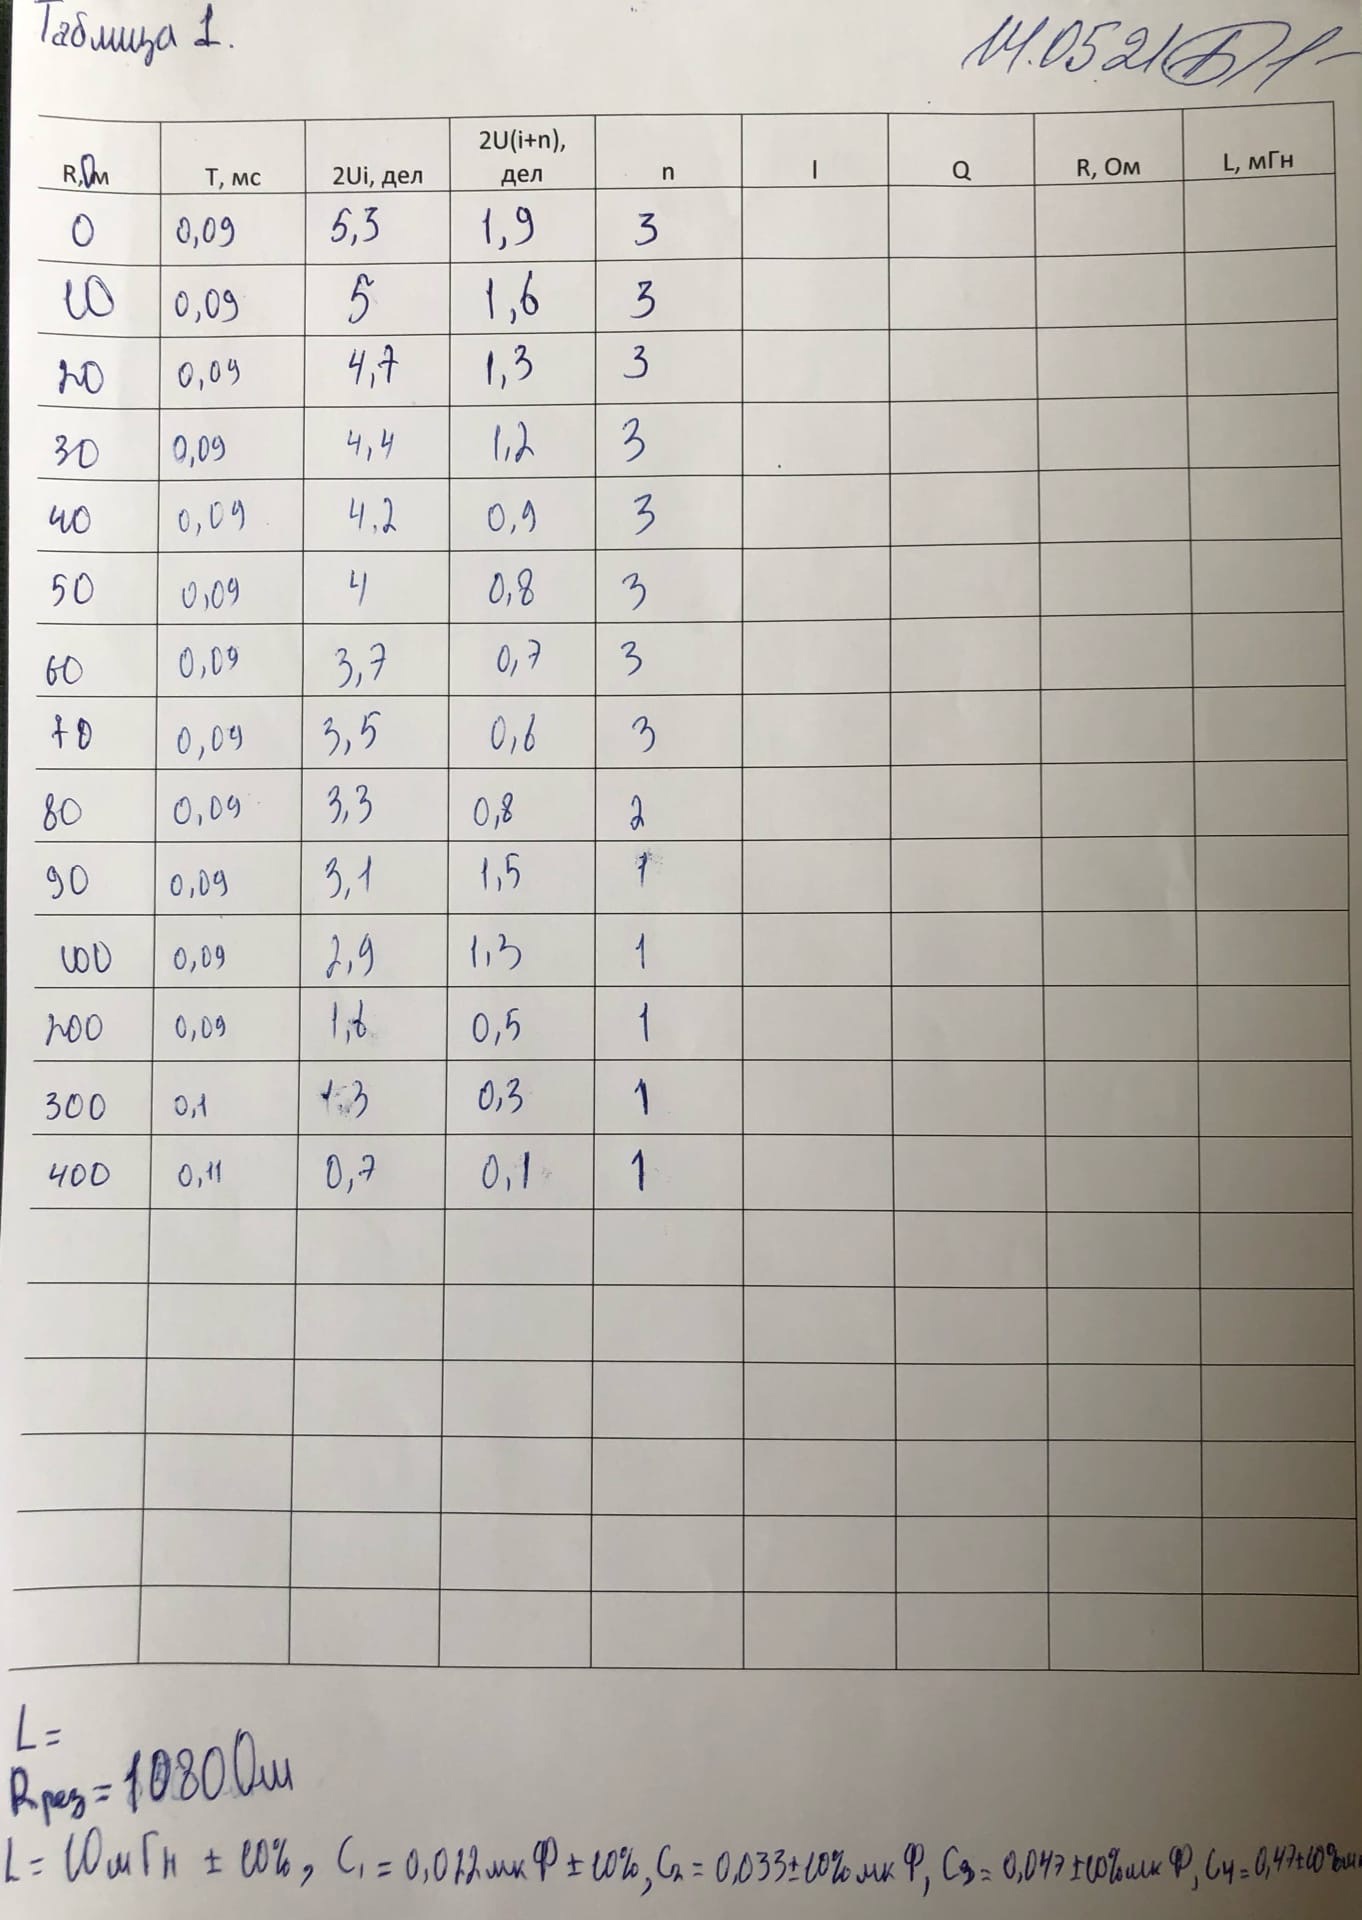 Таблица 1.
14.05.21
R,Ом T, мс 2Ui, дел 2U(i+n), дел n l Q R, Ом L, мГн
0 0,09 5,3 1,9 3
10 0,09 5 1,6 3
20 0,09 4,7 1,3 3
30 0,09 4,4 1,2 3
40 0,09 4,2 0,9 3
50 0,09 4 0,8 3
60 0,09 3,7 0,7 3
70 0,09 3,5 0,6 3
80 0,09 3,3 0,8 2
90 0,09 3,1 1,5 1
100 0,09 2,9 1,3 1
200 0,09 0,5 1
300 0,1 1.3 0,3 1
400 0,11 0,7 0,1 1
L =
Rрез = 1080 Ом
L = 10 мГн ± 10%, C1 = 0,022 мкФ ± 10%, C2 = 0.033±10% мкФ, C3 = 0,047 ±10% мкФ, C4 = 0,47±10%